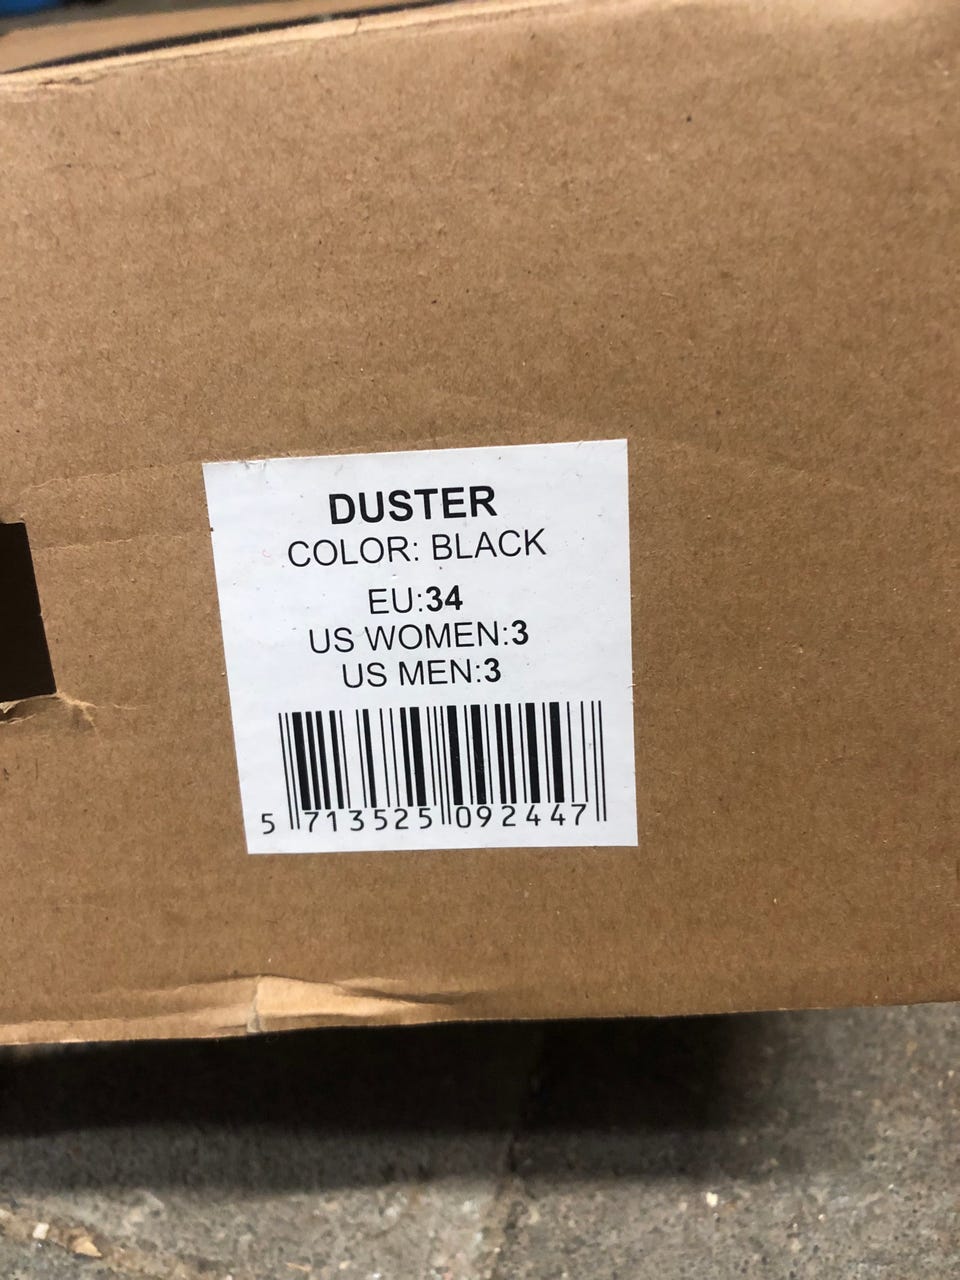 DUSTER
COLOR: BLACK
EU:34
US WOMEN:3
US MEN:3
5 713525 092447